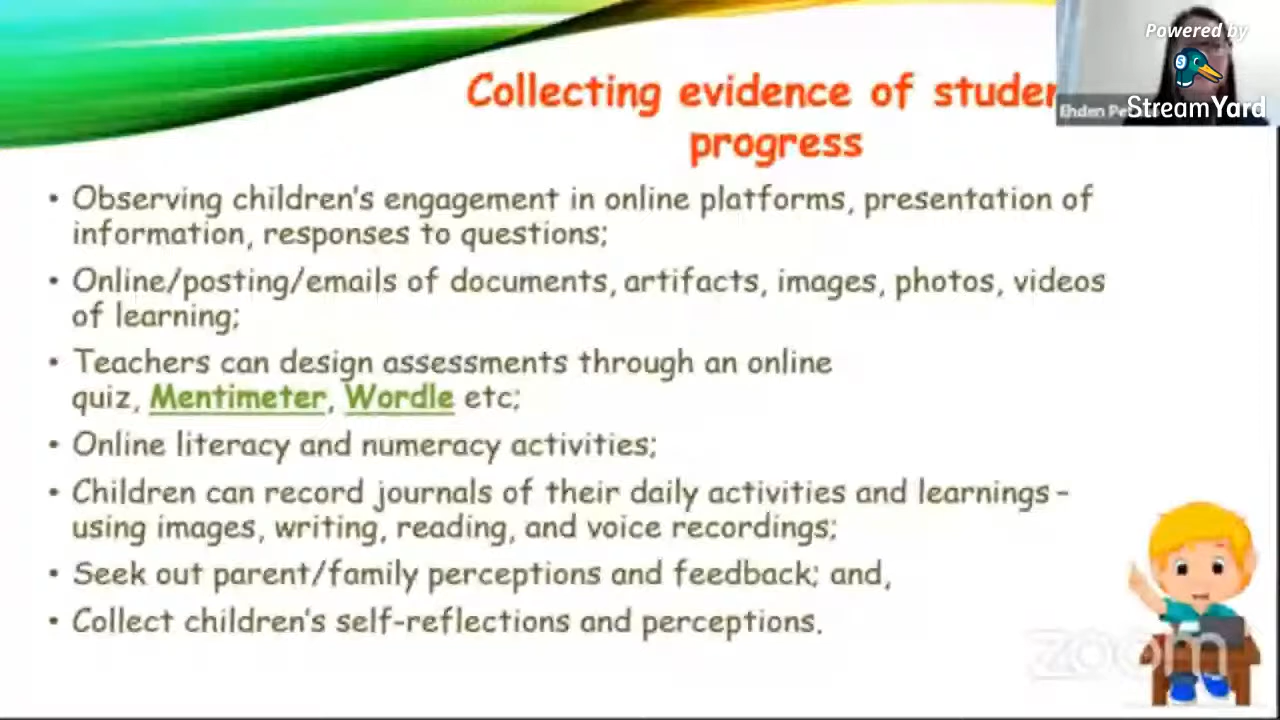 Powered by
StreamYard
Ehden
Collecting evidence of
progress
• Observing children's engagement in online platforms, presentation of
information, responses to questions;
• Online/posting/emails of documents, artifacts, images, photos, videos
of learning;
• Teachers can design assessments through an online
quiz, Mentimeter, Wordle etc;
• Online literacy and numeracy activities;
• Children can record journals of their daily activities and learnings –
using images, writing, reading, and voice recordings;
• Seek out parent/family perceptions and feedback; and,
• Collect children's self-reflections and perceptions.
zoom